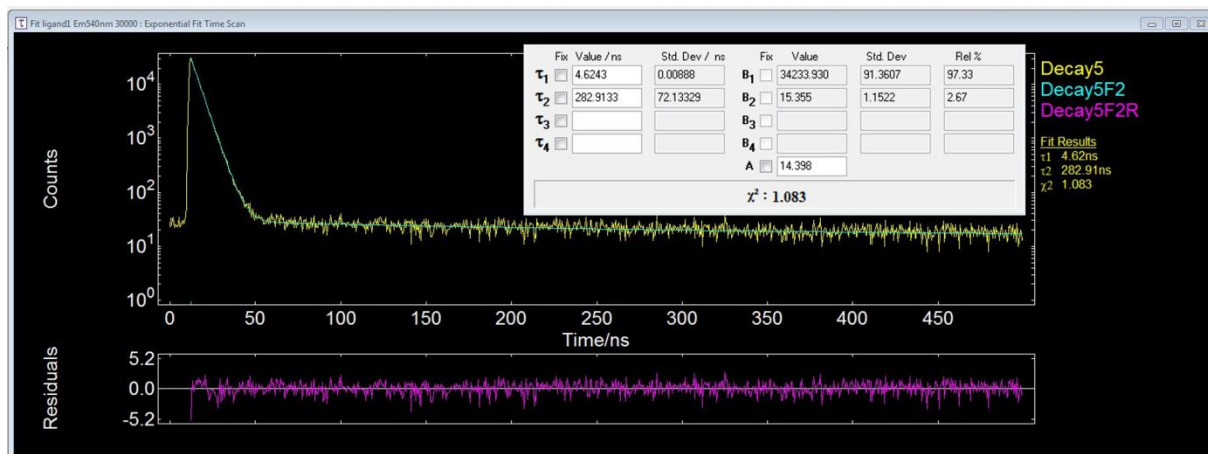 Fit ligand1 Em540nm 30000 : Exponential Fit Time Scan
Fix Value / ns Std. Dev / ns Fix Value Std. Dev Rel %
τ1 4.6243 0.00888 B1 34233.930 91.3607 97.33
τ2 282.9133 72.13329 B2 15.355 1.1522 2.67
τ3 B3
τ4 B4
A 14.398
χ² : 1.083
Decay5
Decay5F2
Decay5F2R
Fit Results
τ1 4.62ns
τ2 282.91ns
χ2 1.083
Counts
10⁴
10³
10²
10¹
10⁰
0 50 100 150 200 250 300 350 400 450
Time/ns
Residuals
5.2
0.0
-5.2